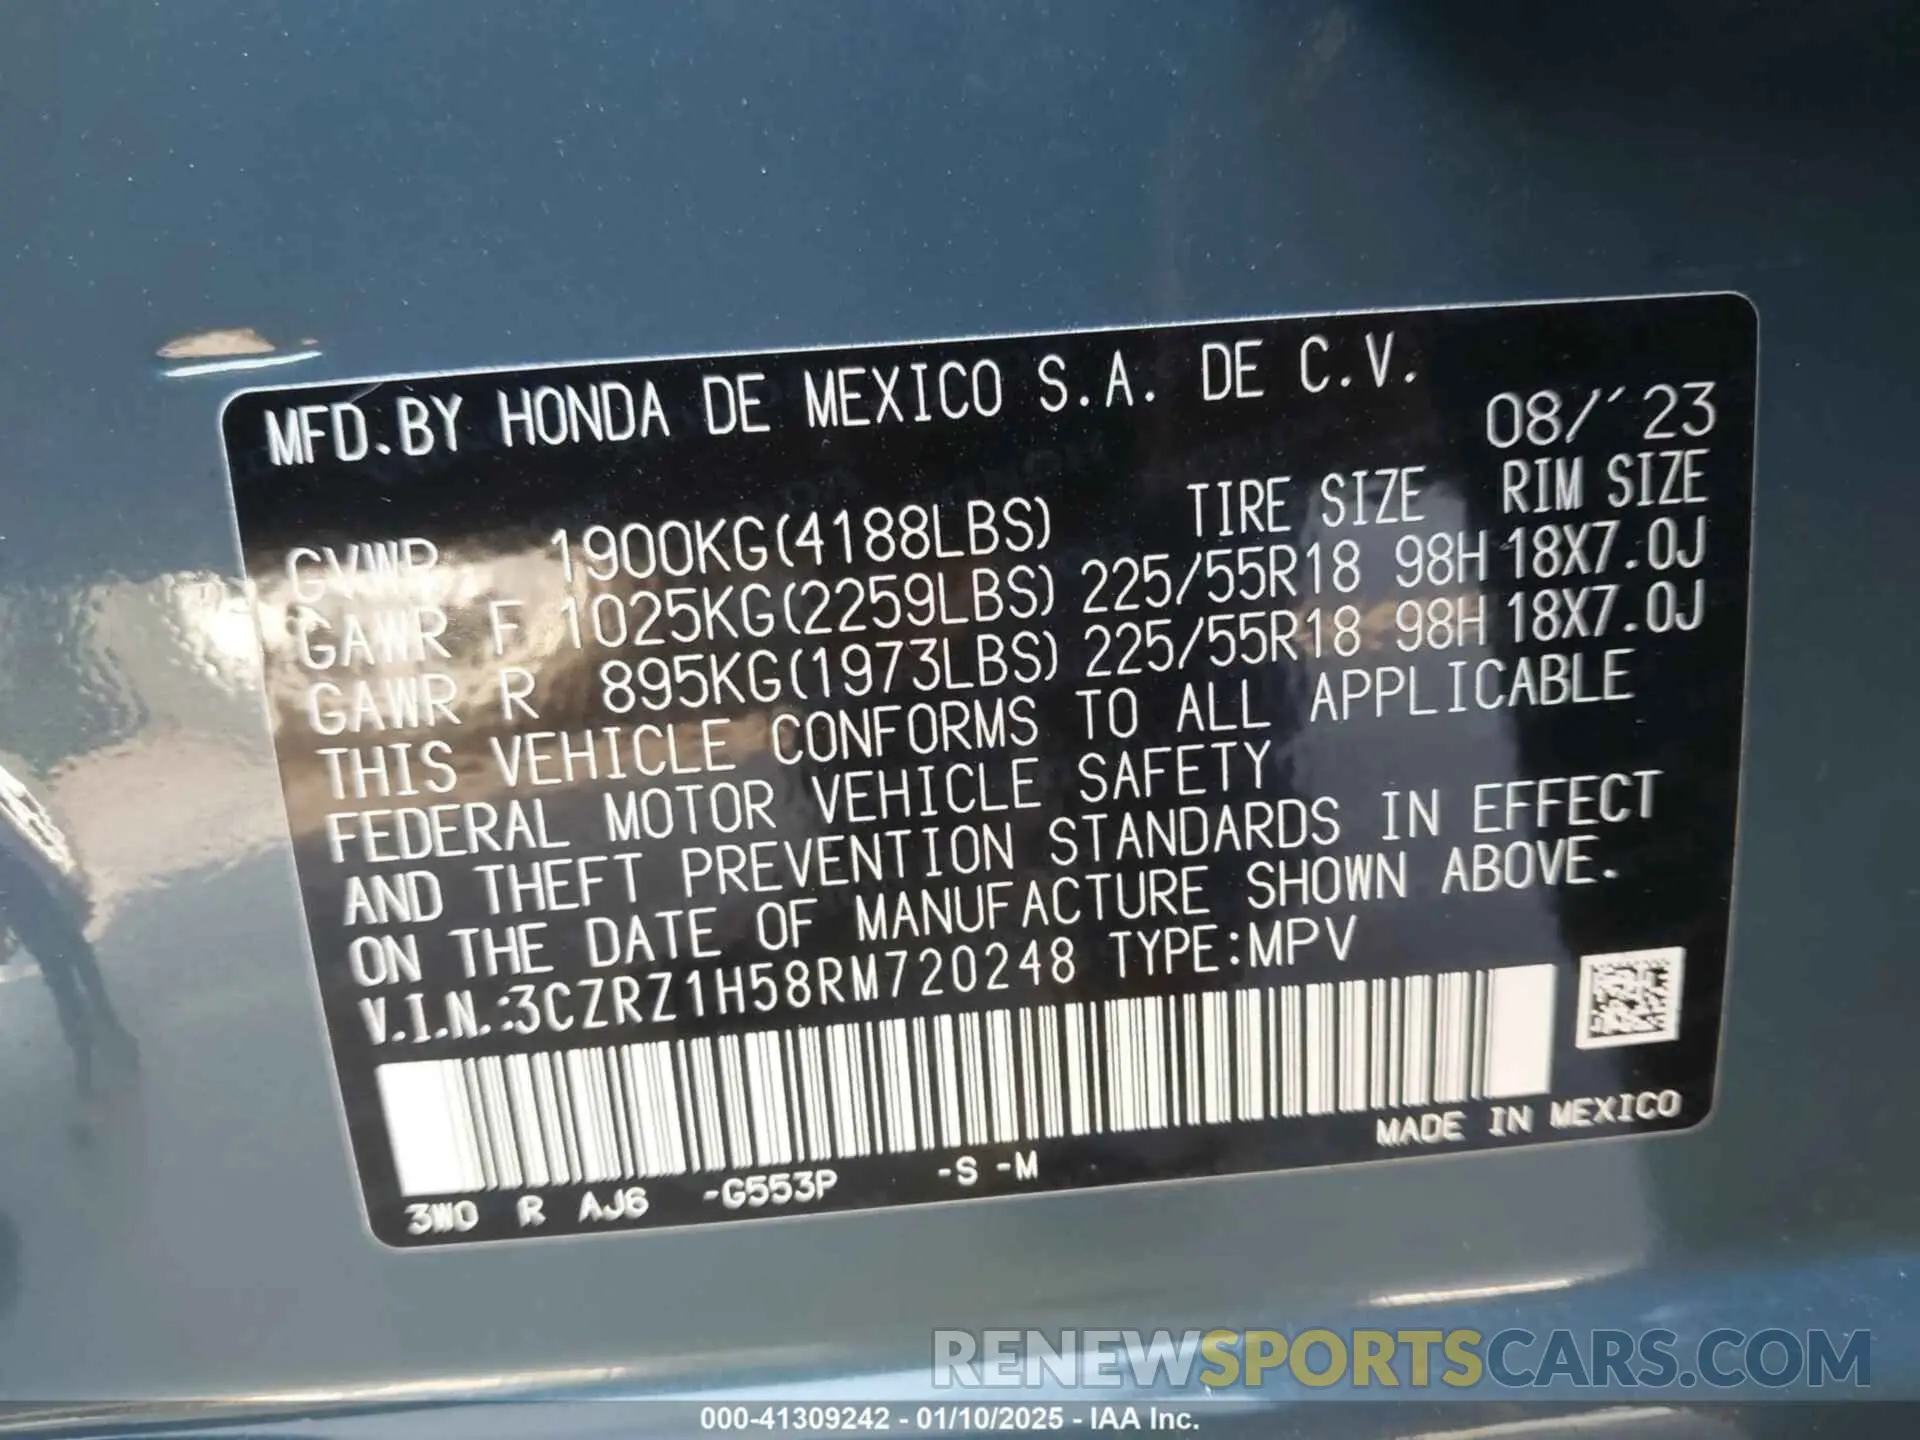 MFD.BY HONDA DE MEXICO S.A. DE C.V.
08/´23
GVWR 1900KG(4188LBS) TIRE SIZE RIM SIZE
GAWR F 1025KG(2259LBS) 225/55R18 98H 18X7.0J
GAWR R 895KG(1973LBS) 225/55R18 98H 18X7.0J
THIS VEHICLE CONFORMS TO ALL APPLICABLE
FEDERAL MOTOR VEHICLE SAFETY
AND THEFT PREVENTION STANDARDS IN EFFECT
ON THE DATE OF MANUFACTURE SHOWN ABOVE.
V.I.N.:3CZRZ1H58RM720248 TYPE:MPV
MADE IN MEXICO
3W0 R AJ6 -G553P -S -M
RENEWSPORTSCARS.COM
000-41309242 - 01/10/2025 - IAA Inc.